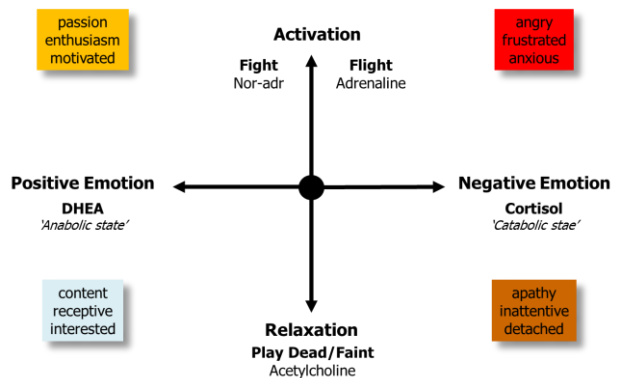 passion
enthusiasm
motivated
Activation
angry
frustrated
anxious
Fight
Nor-adr
Flight
Adrenaline
Positive Emotion
DHEA
‘Anabolic state’
Negative Emotion
Cortisol
‘Catabolic stae’
content
receptive
interested
Relaxation
Play Dead/Faint
Acetylcholine
apathy
inattentive
detached